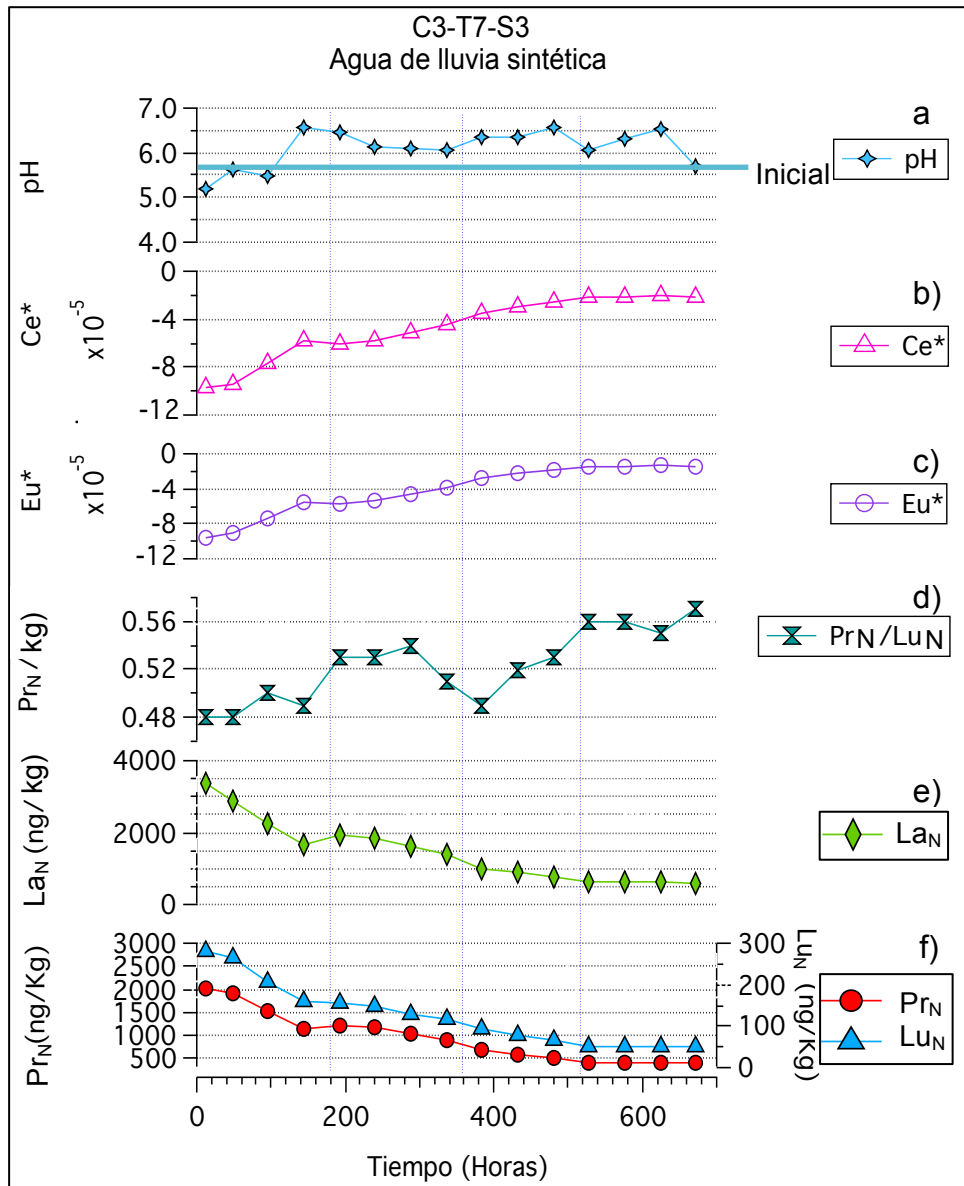 C3-T7-S3
Agua de lluvia sintética
a
pH
Inicial
7.0
6.0
5.0
4.0
pH
b)
Ce*
0
-4
-8
-12
Ce*
x10-5
c)
Eu*
0
-4
-8
-12
Eu*
x10-5
d)
PrN/LuN
0.56
0.52
0.48
PrN / kg
e)
LaN
4000
2000
0
LaN (ng/ kg)
f)
PrN
LuN
3000
2500
2000
1500
1000
500
PrN(ng/Kg)
300
200
100
0
LuN (ng/Kg)
0
200
400
600
Tiempo (Horas)